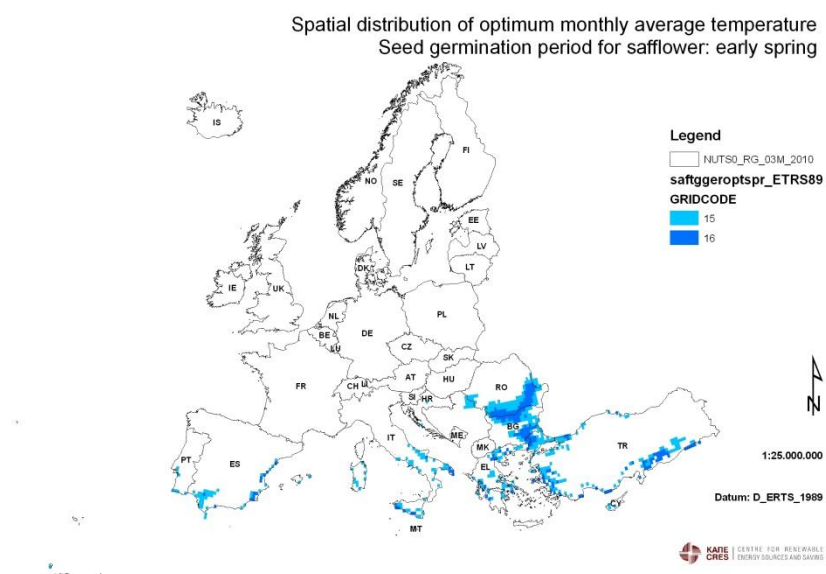 Spatial distribution of optimum monthly average temperature
Seed germination period for safflower: early spring
IS
Legend
NUTS0_RG_03M_2010
saftggeroptspr_ETRS89
GRIDCODE
15
16
FI
NO
SE
EE
LV
LT
DK
IE
UK
NL
PL
BE
DE
LU
CZ
SK
FR
CH
LI
AT
HU
RO
SI
HR
BG
IT
ME
MK
PT
ES
EL
TR
CY
MT
N
1:25.000.000
Datum: D_ERTS_1989
ΚΑΠΕ
CRES
CENTRE FOR RENEWABLE
ENERGY SOURCES AND SAVING